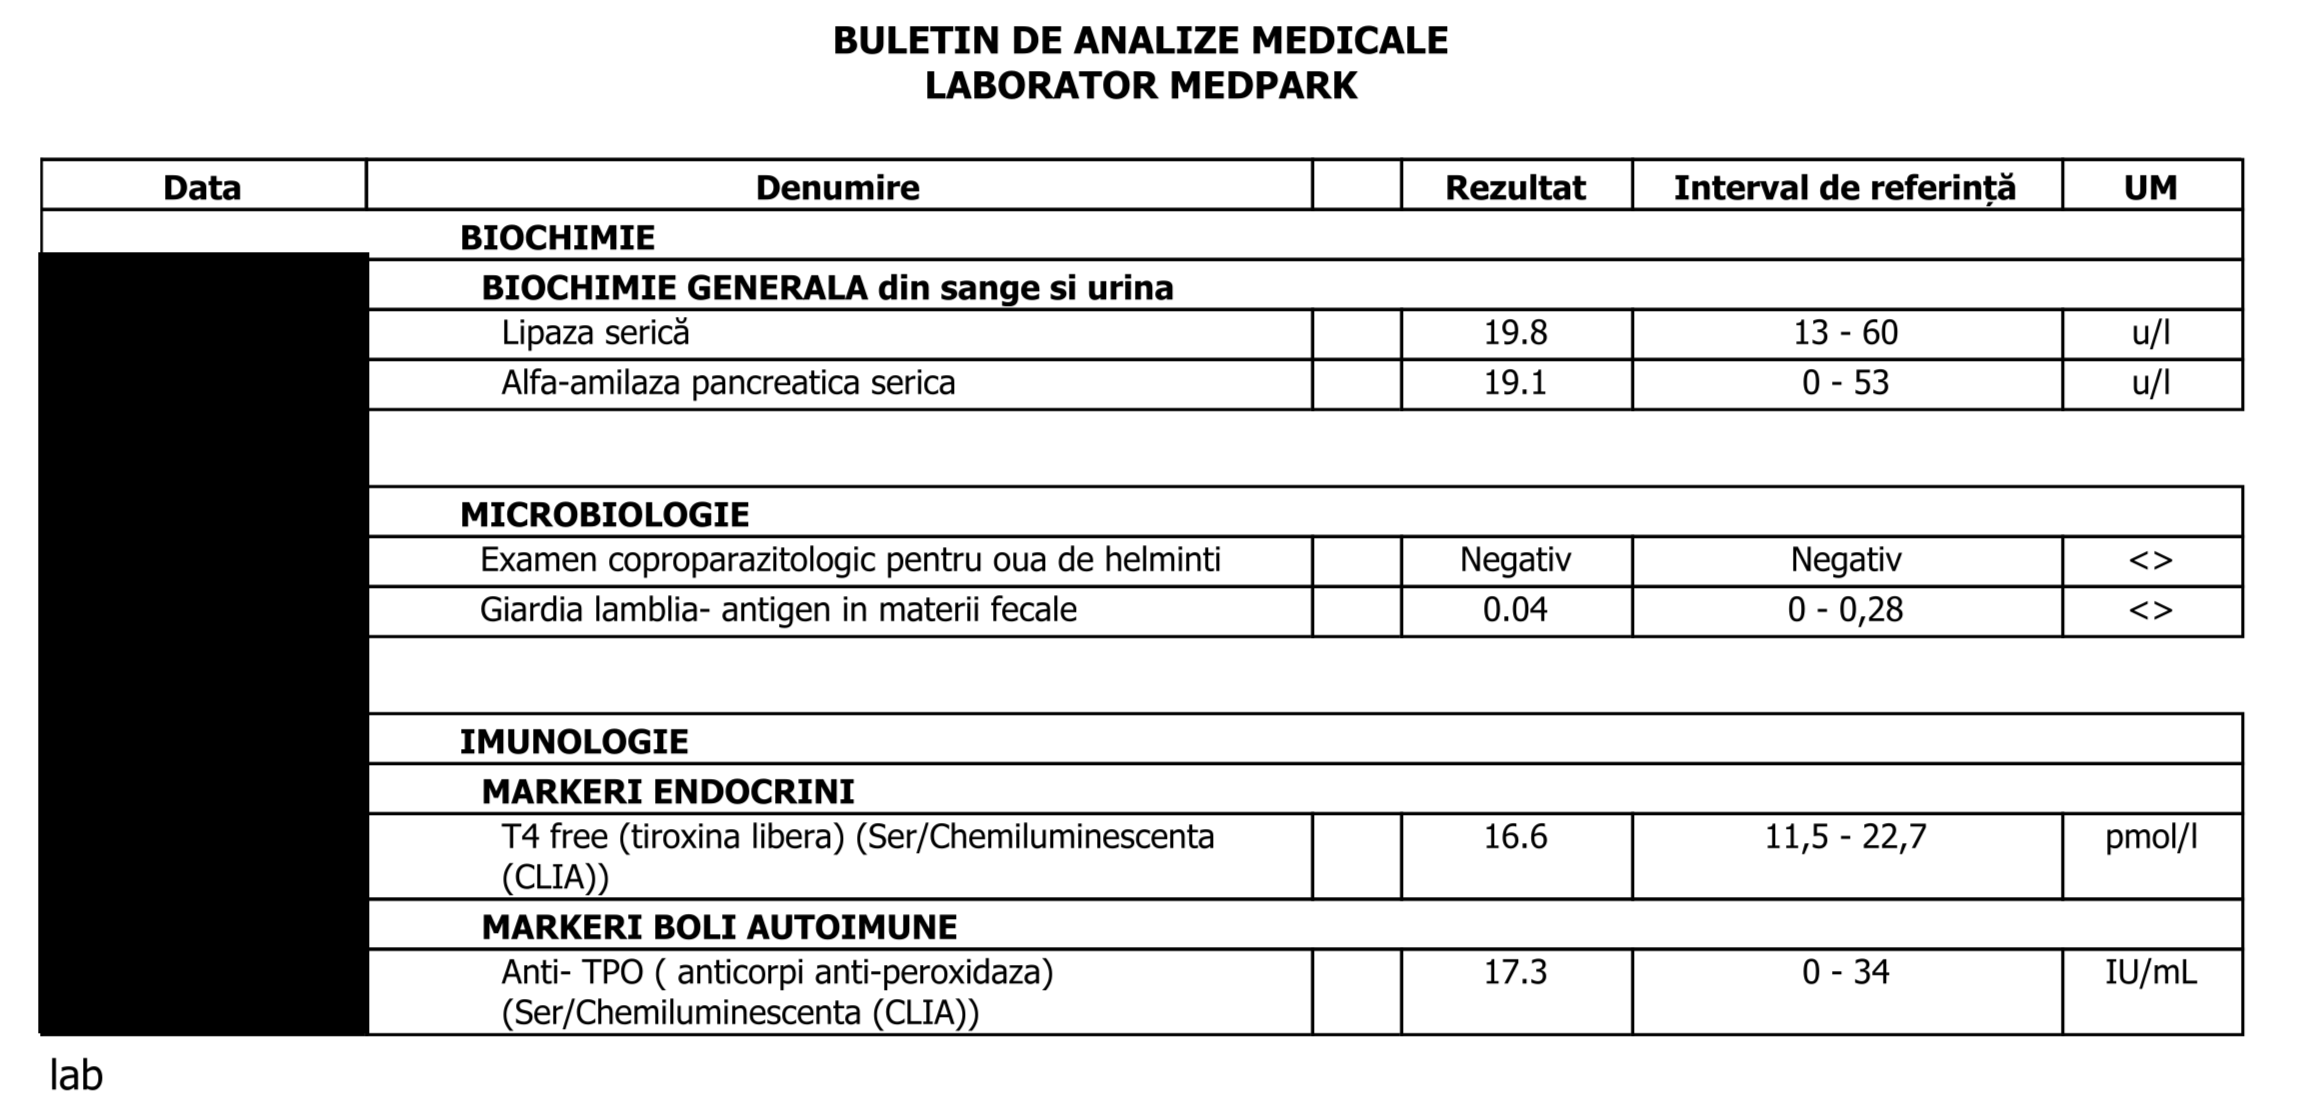 BULETIN DE ANALIZE MEDICALE
LABORATOR MEDPARK
Data Denumire Rezultat Interval de referință UM
BIOCHIMIE
BIOCHIMIE GENERALA din sange si urina
Lipaza serică 19.8 13 - 60 u/l
Alfa-amilaza pancreatica serica 19.1 0 - 53 u/l
MICROBIOLOGIE
Examen coproparazitologic pentru oua de helminti Negativ Negativ <>
Giardia lamblia- antigen in materii fecale 0.04 0 - 0,28 <>
IMUNOLOGIE
MARKERI ENDOCRINI
T4 free (tiroxina libera) (Ser/Chemiluminescenta 16.6 11,5 - 22,7 pmol/l
(CLIA))
MARKERI BOLI AUTOIMUNE
Anti- TPO ( anticorpi anti-peroxidaza) 17.3 0 - 34 IU/mL
(Ser/Chemiluminescenta (CLIA))
lab